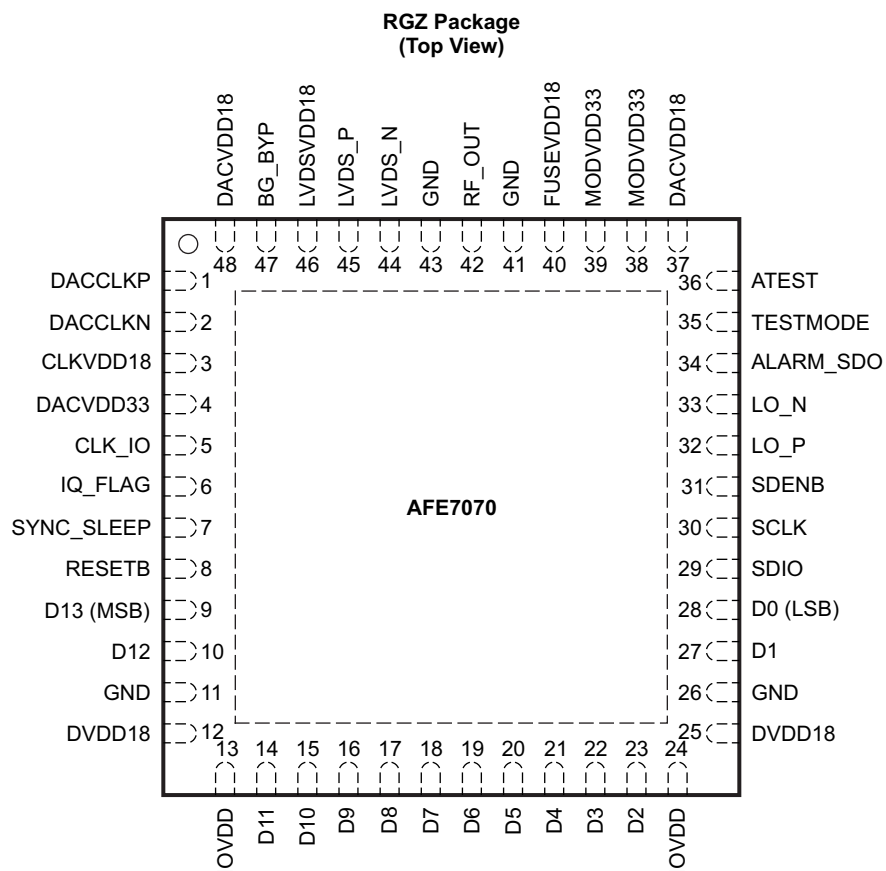 RGZ Package
(Top View)
DACVDD18
BG_BYP
LVDSVDD18
LVDS_P
LVDS_N
GND
RF_OUT
GND
FUSEVDD18
MODVDD33
MODVDD33
DACVDD18
48 47 46 45 44 43 42 41 40 39 38 37
DACCLKP 1
DACCLKN 2
CLKVDD18 3
DACVDD33 4
CLK_IO 5
IQ_FLAG 6
SYNC_SLEEP 7
RESETB 8
D13 (MSB) 9
D12 10
GND 11
DVDD18 12
AFE7070
36 ATEST
35 TESTMODE
34 ALARM_SDO
33 LO_N
32 LO_P
31 SDENB
30 SCLK
29 SDIO
28 D0 (LSB)
27 D1
26 GND
25 DVDD18
13 14 15 16 17 18 19 20 21 22 23 24
OVDD
D11
D10
D9
D8
D7
D6
D5
D4
D3
D2
OVDD